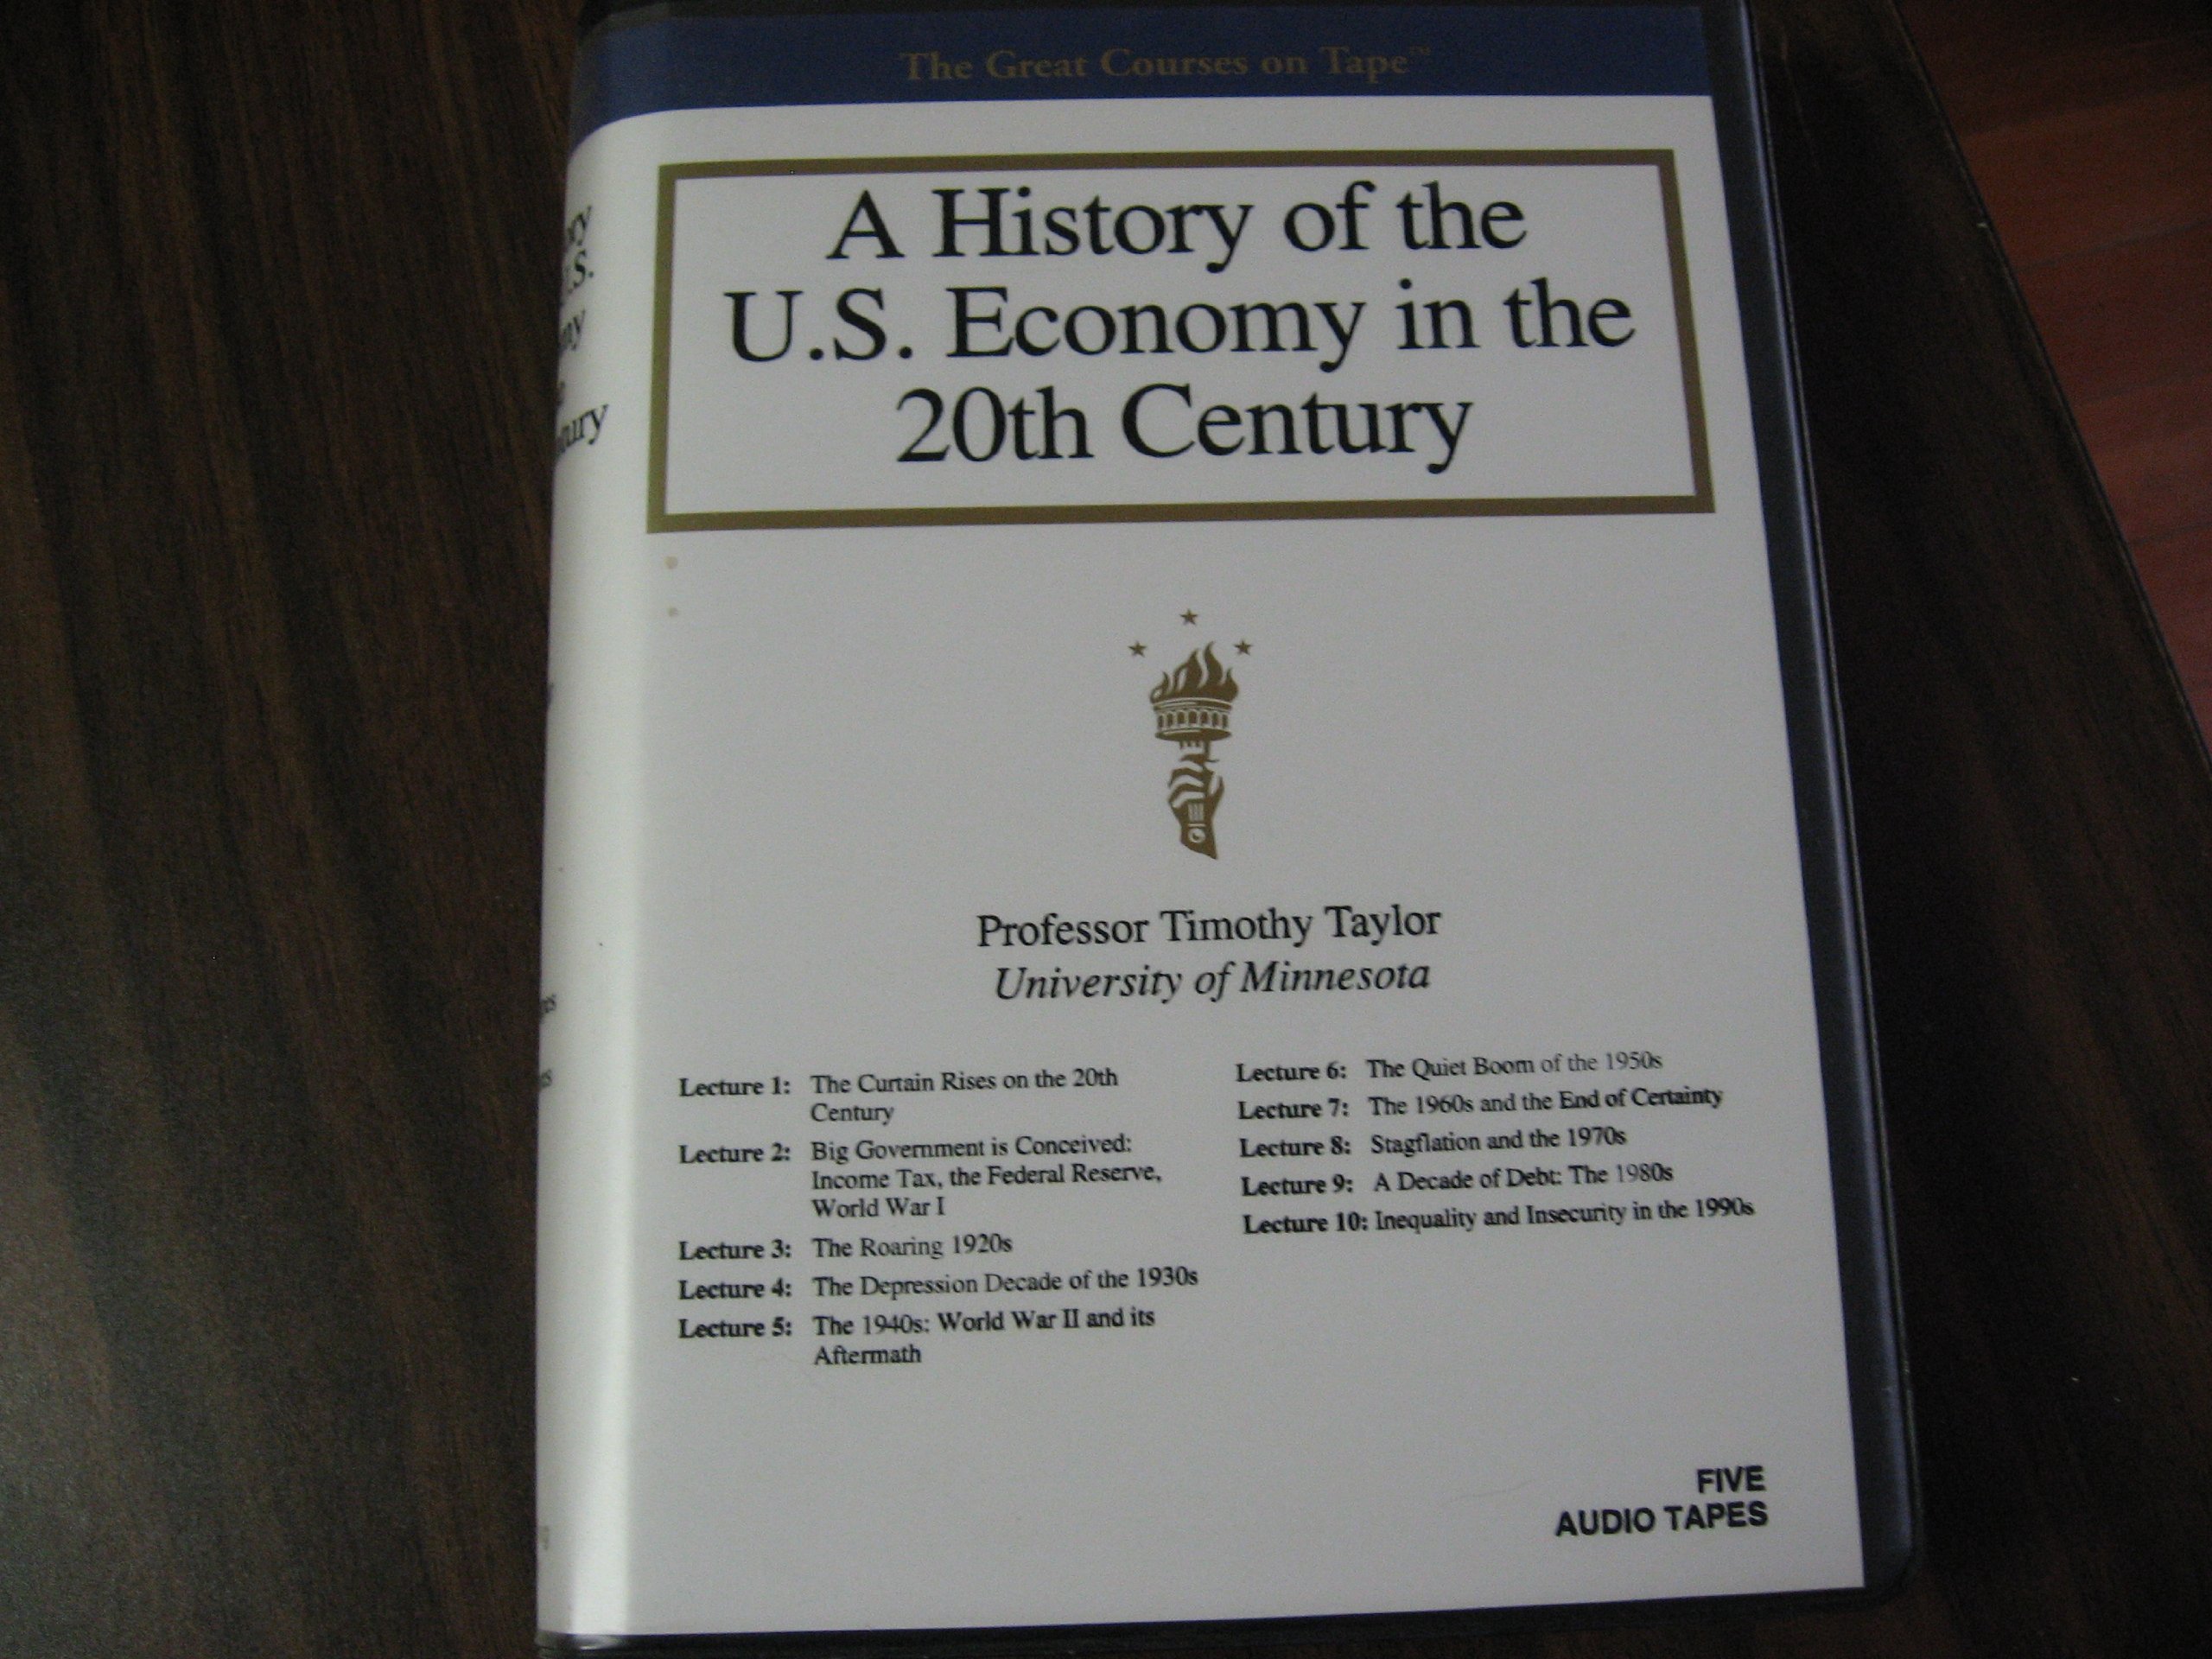 The Great Courses on Tape™
A History of the
U.S. Economy in the
20th Century
Professor Timothy Taylor
University of Minnesota
Lecture 1: The Curtain Rises on the 20th
Century
Lecture 2: Big Government is Conceived:
Income Tax, the Federal Reserve,
World War I
Lecture 3: The Roaring 1920s
Lecture 4: The Depression Decade of the 1930s
Lecture 5: The 1940s: World War II and its
Aftermath
Lecture 6: The Quiet Boom of the 1950s
Lecture 7: The 1960s and the End of Certainty
Lecture 8: Stagflation and the 1970s
Lecture 9: A Decade of Debt: The 1980s
Lecture 10: Inequality and Insecurity in the 1990s
FIVE
AUDIO TAPES